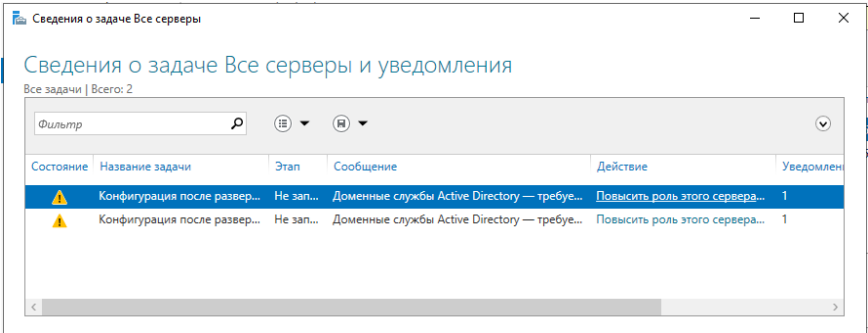 Сведения о задаче Все серверы
Сведения о задаче Все серверы и уведомления
Все задачи | Всего: 2
Фильтр
Состояние Название задачи Этап Сообщение Действие Уведомлен
Конфигурация после развер... Не зап... Доменные службы Active Directory — требуе... Повысить роль этого сервера... 1
Конфигурация после развер... Не зап... Доменные службы Active Directory — требуе... Повысить роль этого сервера... 1